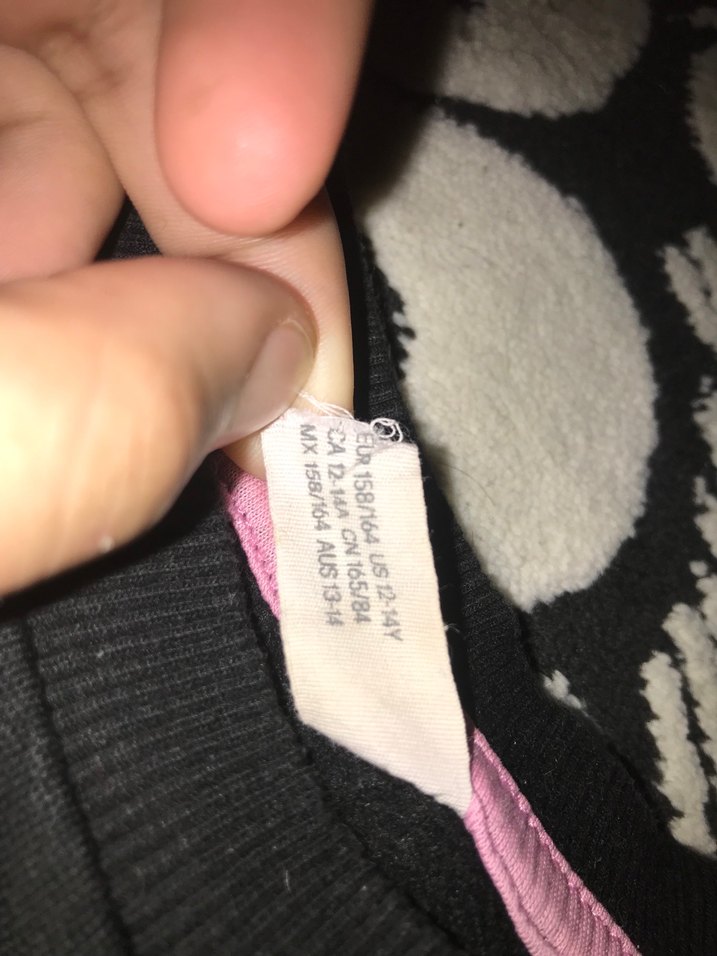 EUR 158/164 US 12-14Y
CA 12-14A CN 165/84
MX 158/164 AUS 13-14